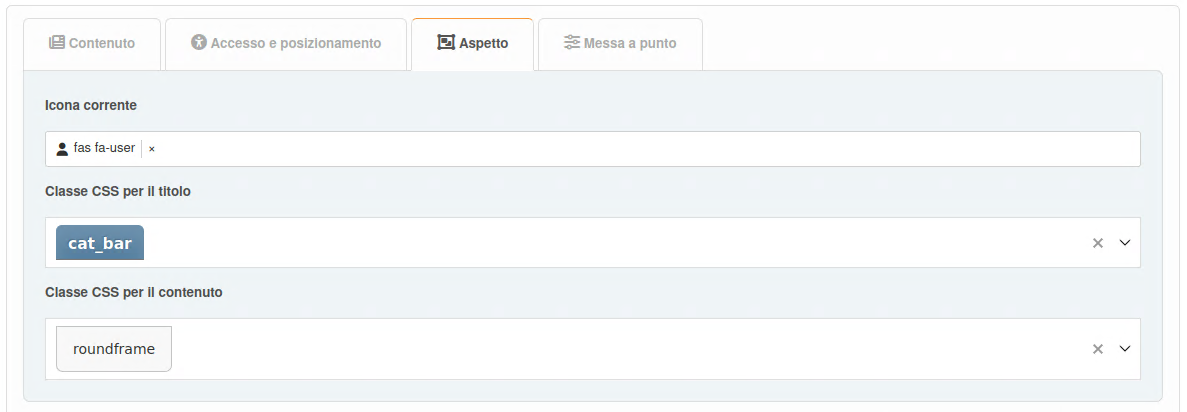 Contenuto
Accesso e posizionamento
Aspetto
Messa a punto
Icona corrente
fas fa-user ×
Classe CSS per il titolo
cat_bar
Classe CSS per il contenuto
roundframe